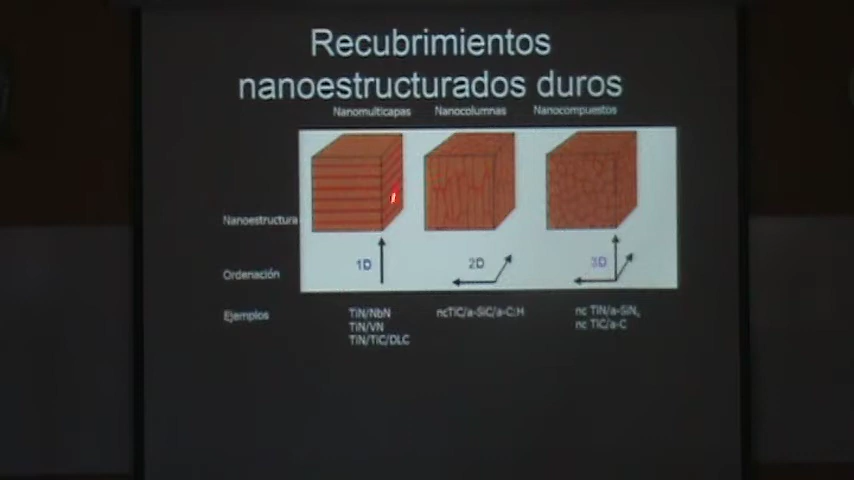 Recubrimientos
nanoestructurados duros
Nanomulticapas Nanocolumnas Nanocompuestos
Nanoestructura
Ordenación 1D 2D 3D
Ejemplos TiN/NbN ncTiC/a-SiC/a-C:H nc TiN/a-SiNx
TiN/VN nc TiC/a-C
TiN/TiC/DLC